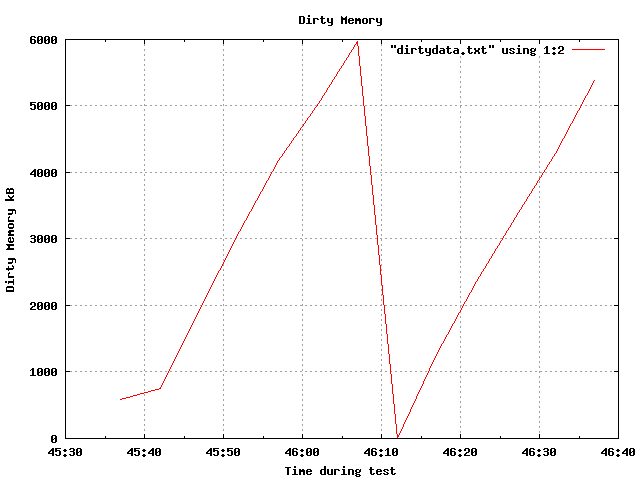 Dirty Memory
"dirtydata.txt" using 1:2
6000
5000
4000
3000
2000
1000
0
Dirty Memory kB
45:30 45:40 45:50 46:00 46:10 46:20 46:30 46:40
Time during test